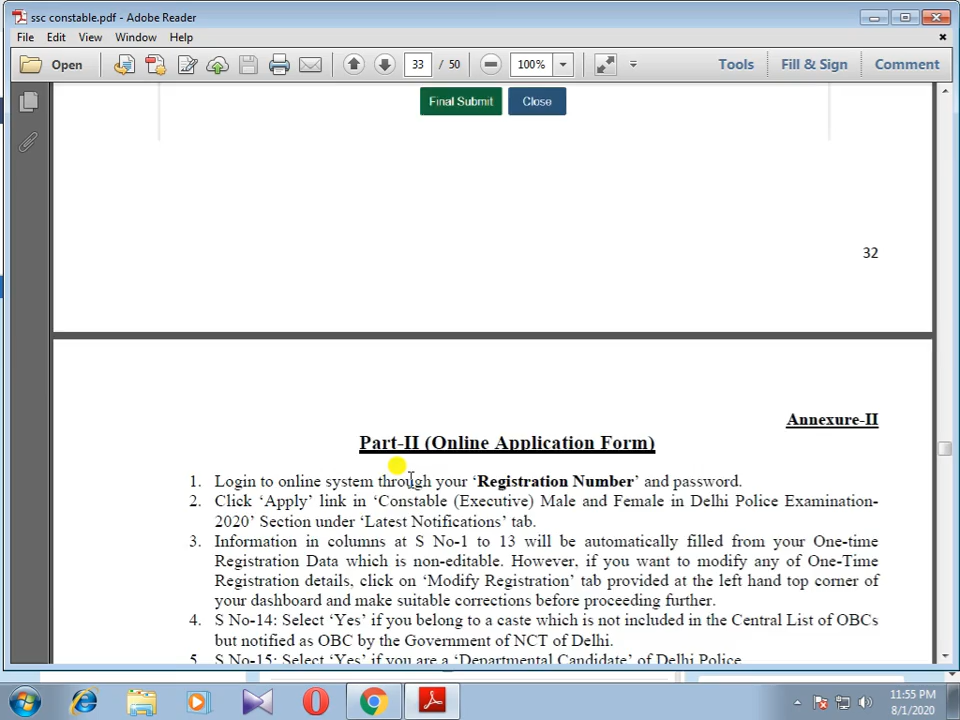 ssc constable.pdf - Adobe Reader
File Edit View Window Help
Open 33 / 50 100% Tools Fill & Sign Comment
Final Submit Close
32
Annexure-II
Part-II (Online Application Form)
1. Login to online system through your ‘Registration Number’ and password.
2. Click ‘Apply’ link in ‘Constable (Executive) Male and Female in Delhi Police Examination-
2020’ Section under ‘Latest Notifications’ tab.
3. Information in columns at S No-1 to 13 will be automatically filled from your One-time
Registration Data which is non-editable. However, if you want to modify any of One-Time
Registration details, click on ‘Modify Registration’ tab provided at the left hand top corner of
your dashboard and make suitable corrections before proceeding further.
4. S No-14: Select ‘Yes’ if you belong to a caste which is not included in the Central List of OBCs
but notified as OBC by the Government of NCT of Delhi.
5. S No-15: Select ‘Yes’ if you are a ‘Departmental Candidate’ of Delhi Police.
11:55 PM
8/1/2020